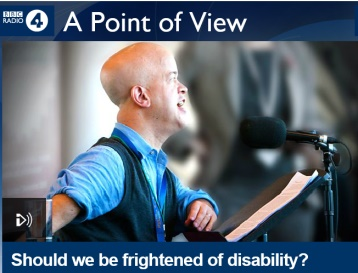 BBC
RADIO
4
A Point of View
Should we be frightened of disability?